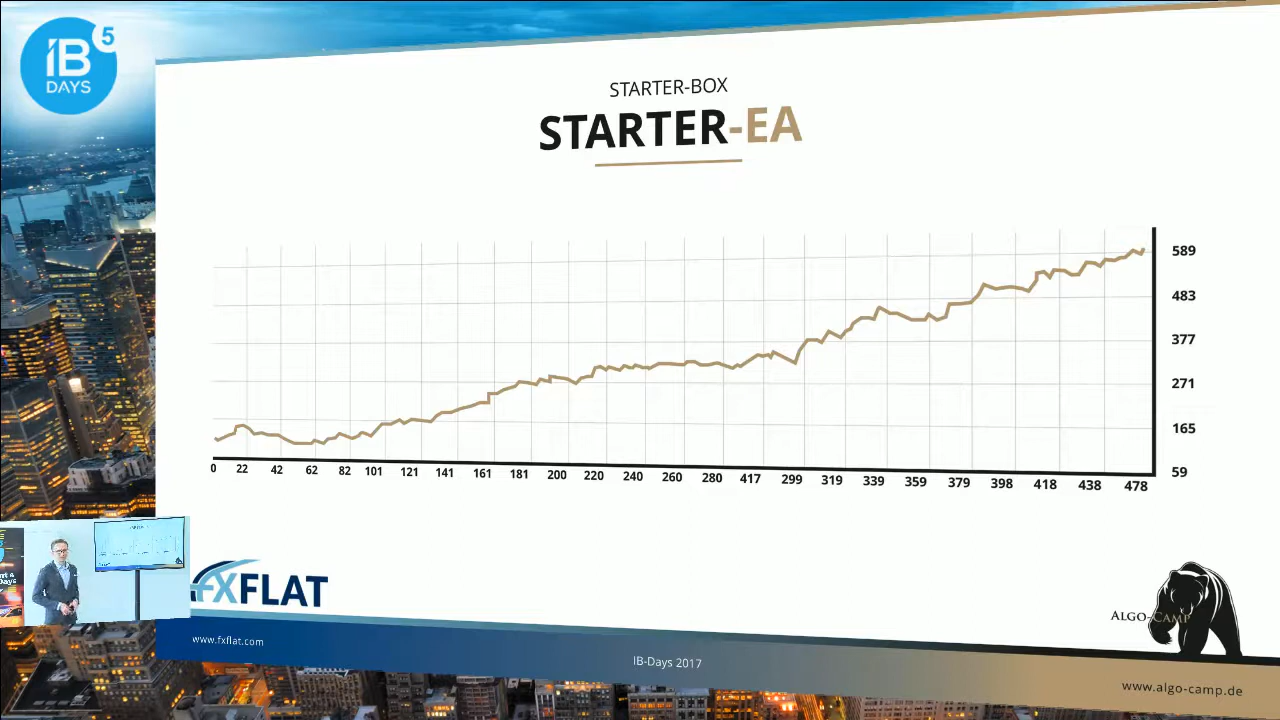 IB 5
DAYS
STARTER-BOX
STARTER-EA
589
483
377
271
165
59
0 22 42 62 82 101 121 141 161 181 200 220 240 260 280 417 299 319 339 359 379 398 418 438 478
FXFLAT
ALGO-CAMP
www.fxflat.com
IB-Days 2017
www.algo-camp.de